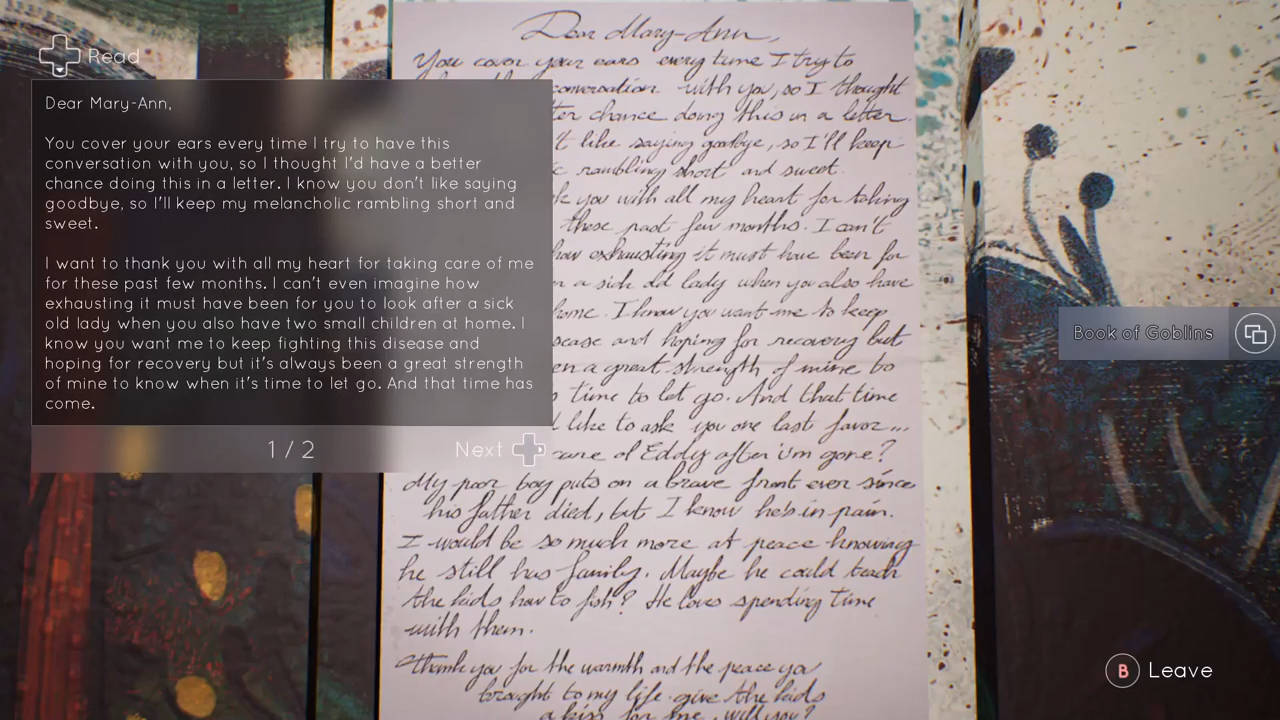 Read
Dear Mary-Ann,
You cover your ears every time I try to have this
conversation with you, so I thought I'd have a better
chance doing this in a letter. I know you don't like saying
goodbye, so I'll keep my melancholic rambling short and
sweet.
I want to thank you with all my heart for taking care of me
for these past few months. I can't even imagine how
exhausting it must have been for you to look after a sick
old lady when you also have two small children at home. I
know you want me to keep fighting this disease and
hoping for recovery but it's always been a great strength
of mine to know when it's time to let go. And that time has
come.
1 / 2
Next
Dear Mary-Ann,
You cover your ears every time I try to
conversation with you, so I thought
chance doing this in a letter.
like saying goodbye, so I'll keep
rambling short and sweet.
you with all my heart for taking
these past few months. I can't
how exhausting it must have been for
a sick old lady when you also have
home. I know you want me to keep
and hoping for recovery but
a great strength of mine to
time to let go. And that time
like to ask you one last favor...
care of Eddy after i'm gone?
My poor boy puts on a brave front ever since
his father died, but I know he's in pain.
I would be so much more at peace knowing
he still has family. Maybe he could teach
the kids how to fish? He loves spending time
with them.
Thank you for the warmth and the peace you
brought to my life. give the kids
a kiss for me, will you?
Book of Goblins
B Leave